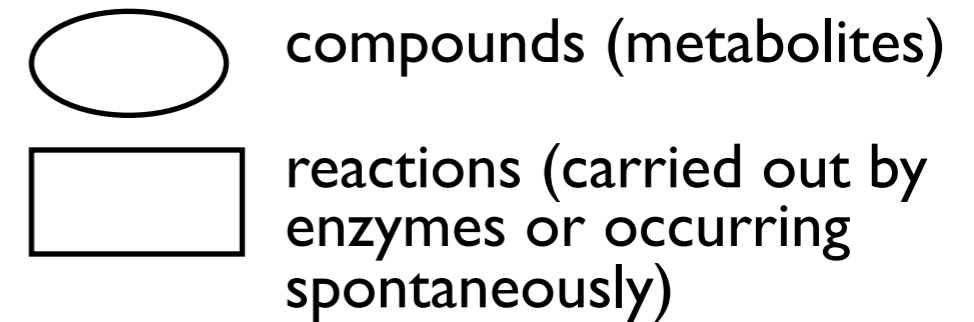 compounds (metabolites)
reactions (carried out by
enzymes or occurring
spontaneously)